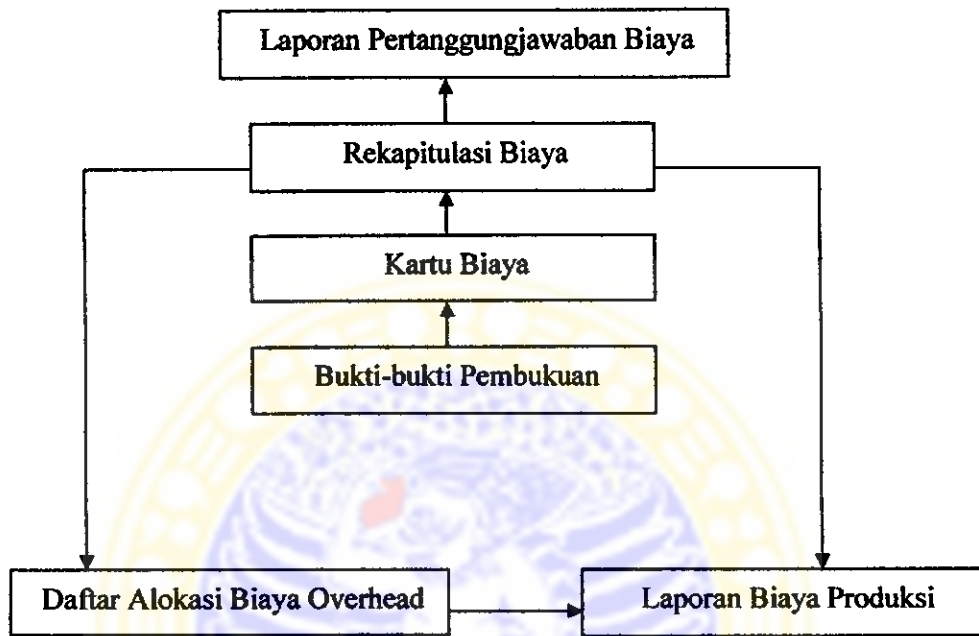 Laporan Pertanggungjawaban Biaya
Rekapitulasi Biaya
Kartu Biaya
Bukti-bukti Pembukuan
Daftar Alokasi Biaya Overhead
Laporan Biaya Produksi